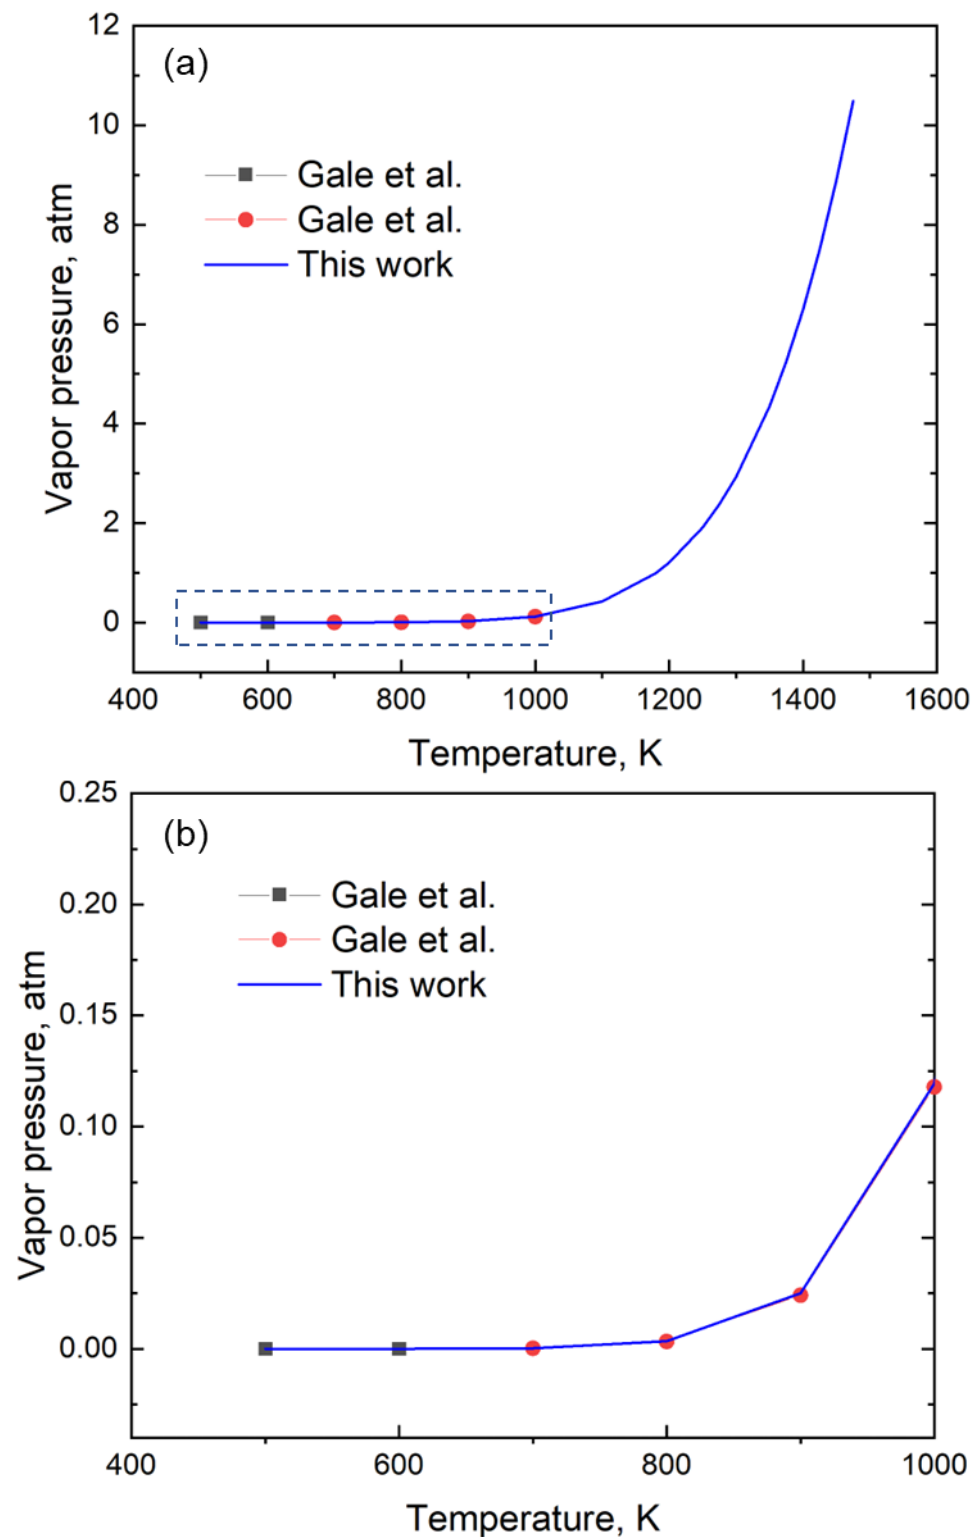 (a)
12
10
8
6
4
2
0
Vapor pressure, atm
Gale et al.
Gale et al.
This work
400 600 800 1000 1200 1400 1600
Temperature, K
(b)
0.25
0.20
0.15
0.10
0.05
0.00
Vapor pressure, atm
Gale et al.
Gale et al.
This work
400 600 800 1000
Temperature, K